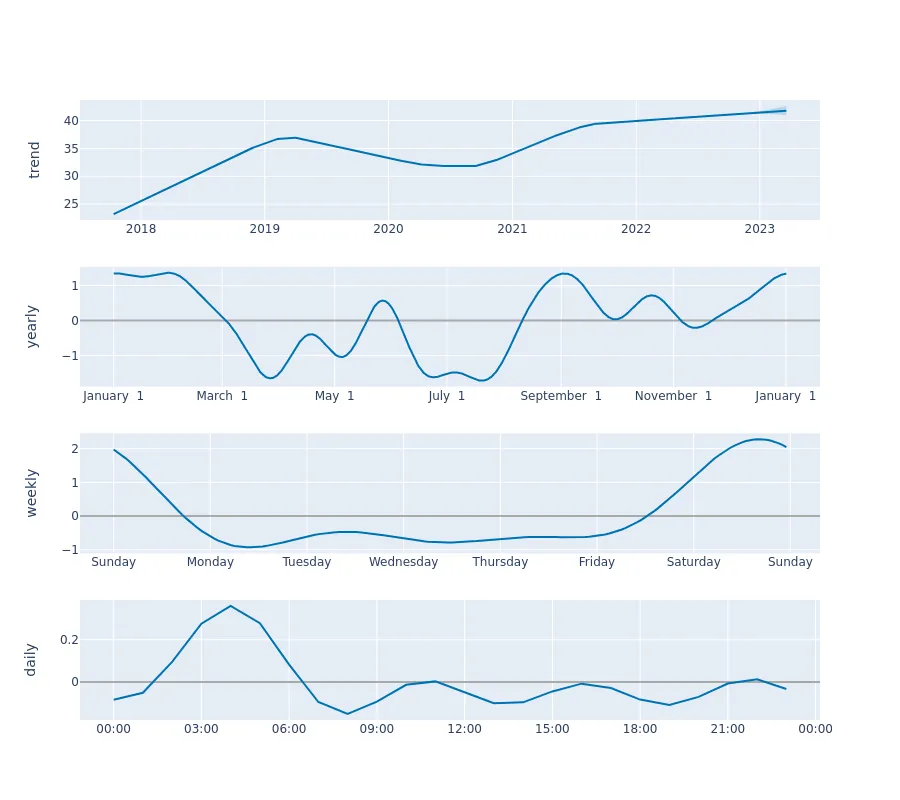 40
35
30
25
trend
2018 2019 2020 2021 2022 2023
1
0
−1
yearly
January 1 March 1 May 1 July 1 September 1 November 1 January 1
2
1
0
−1
weekly
Sunday Monday Tuesday Wednesday Thursday Friday Saturday Sunday
0.2
0
daily
00:00 03:00 06:00 09:00 12:00 15:00 18:00 21:00 00:00